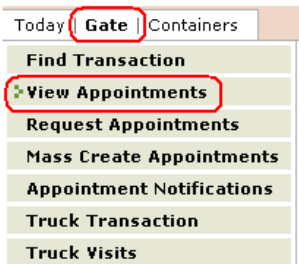 Today | Gate | Containers
Find Transaction
View Appointments
Request Appointments
Mass Create Appointments
Appointment Notifications
Truck Transaction
Truck Visits